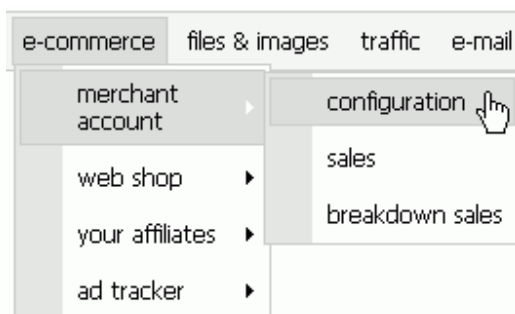 e-commerce files & images traffic e-mail
merchant
account
configuration
sales
breakdown sales
web shop
your affiliates
ad tracker